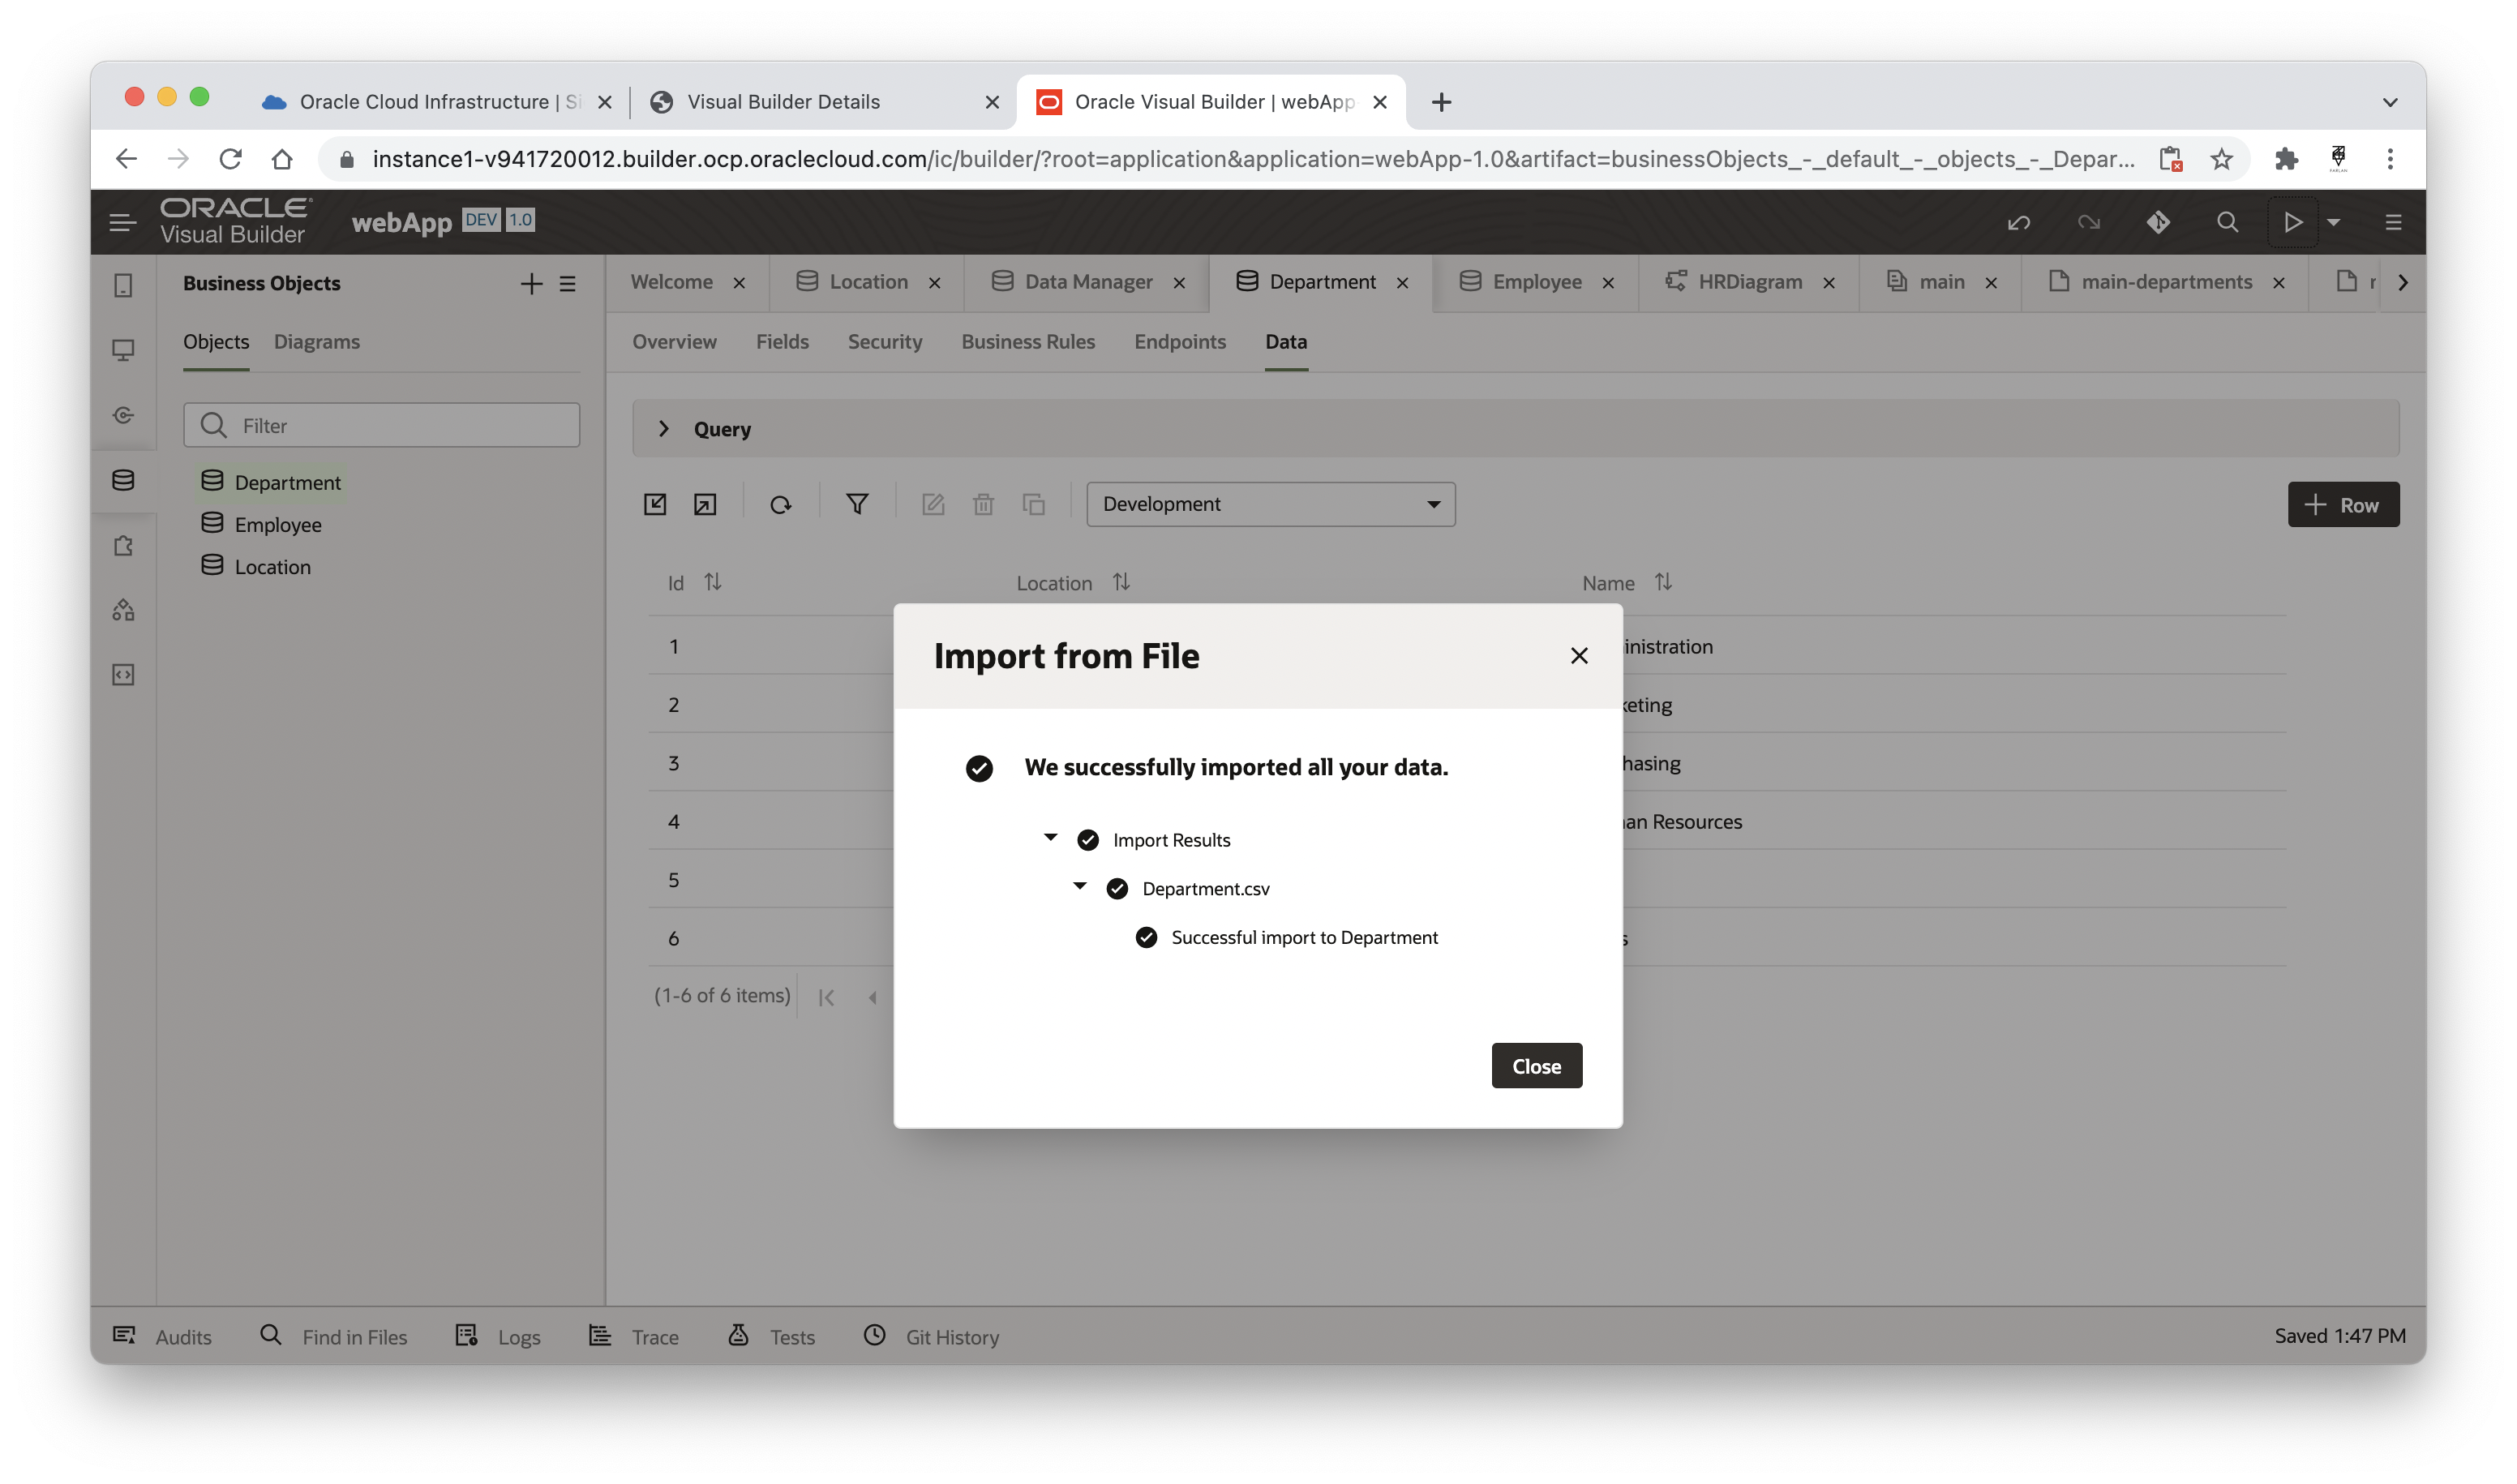 Oracle Cloud Infrastructure | Si
Visual Builder Details
Oracle Visual Builder | webApp
instance1-v941720012.builder.ocp.oraclecloud.com/ic/builder/?root=application&application=webApp-1.0&artifact=businessObjects_-_default_-_objects_-_Depar...
ORACLE
Visual Builder
webApp DEV 1.0
Business Objects
Objects Diagrams
Filter
Department
Employee
Location
Welcome
Location
Data Manager
Department
Employee
HRDiagram
main
main-departments
Overview Fields Security Business Rules Endpoints Data
Query
Development
Row
Id Location Name
1 inistration
2 keting
3 hasing
4 an Resources
5
6 s
(1-6 of 6 items)
Import from File
We successfully imported all your data.
Import Results
Department.csv
Successful import to Department
Close
Audits Find in Files Logs Trace Tests Git History
Saved 1:47 PM